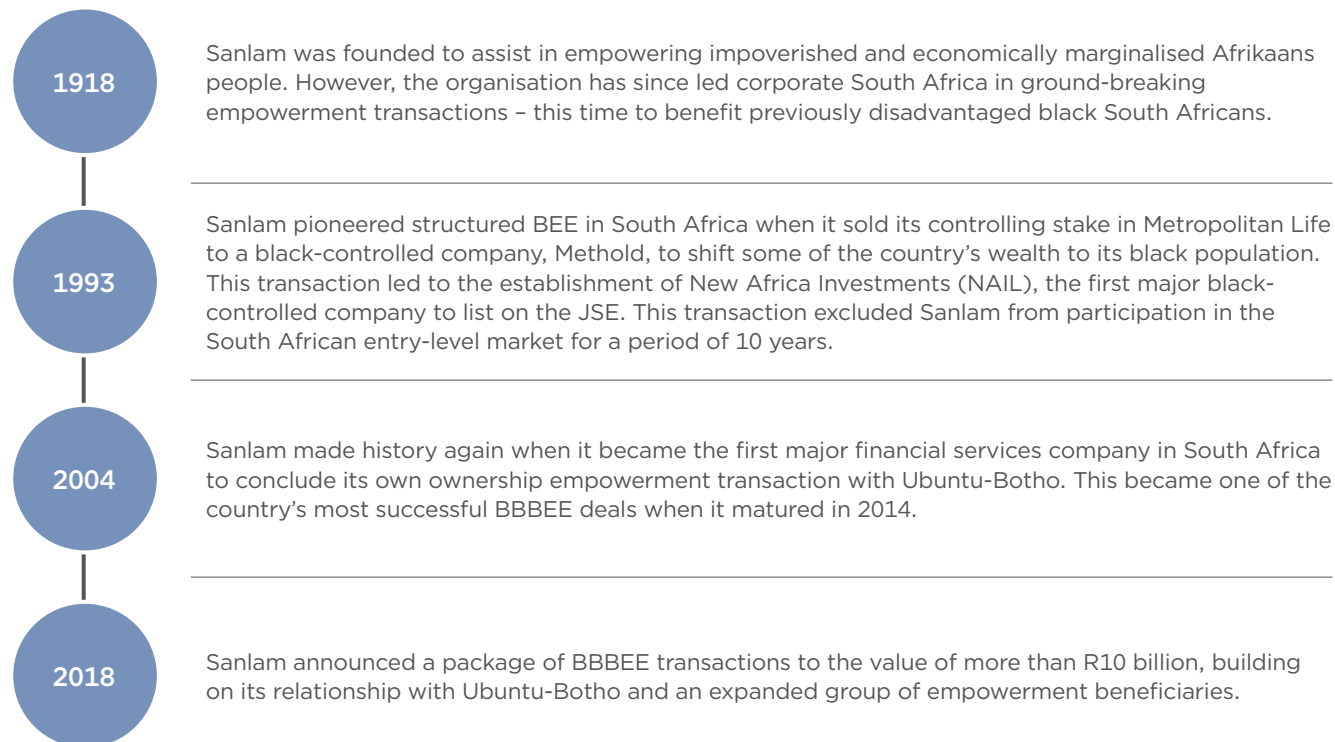 1918
Sanlam was founded to assist in empowering impoverished and economically marginalised Afrikaans
people. However, the organisation has since led corporate South Africa in ground-breaking
empowerment transactions – this time to benefit previously disadvantaged black South Africans.
1993
Sanlam pioneered structured BEE in South Africa when it sold its controlling stake in Metropolitan Life
to a black-controlled company, Methold, to shift some of the country’s wealth to its black population.
This transaction led to the establishment of New Africa Investments (NAIL), the first major black-
controlled company to list on the JSE. This transaction excluded Sanlam from participation in the
South African entry-level market for a period of 10 years.
2004
Sanlam made history again when it became the first major financial services company in South Africa
to conclude its own ownership empowerment transaction with Ubuntu-Botho. This became one of the
country’s most successful BBBEE deals when it matured in 2014.
2018
Sanlam announced a package of BBBEE transactions to the value of more than R10 billion, building
on its relationship with Ubuntu-Botho and an expanded group of empowerment beneficiaries.